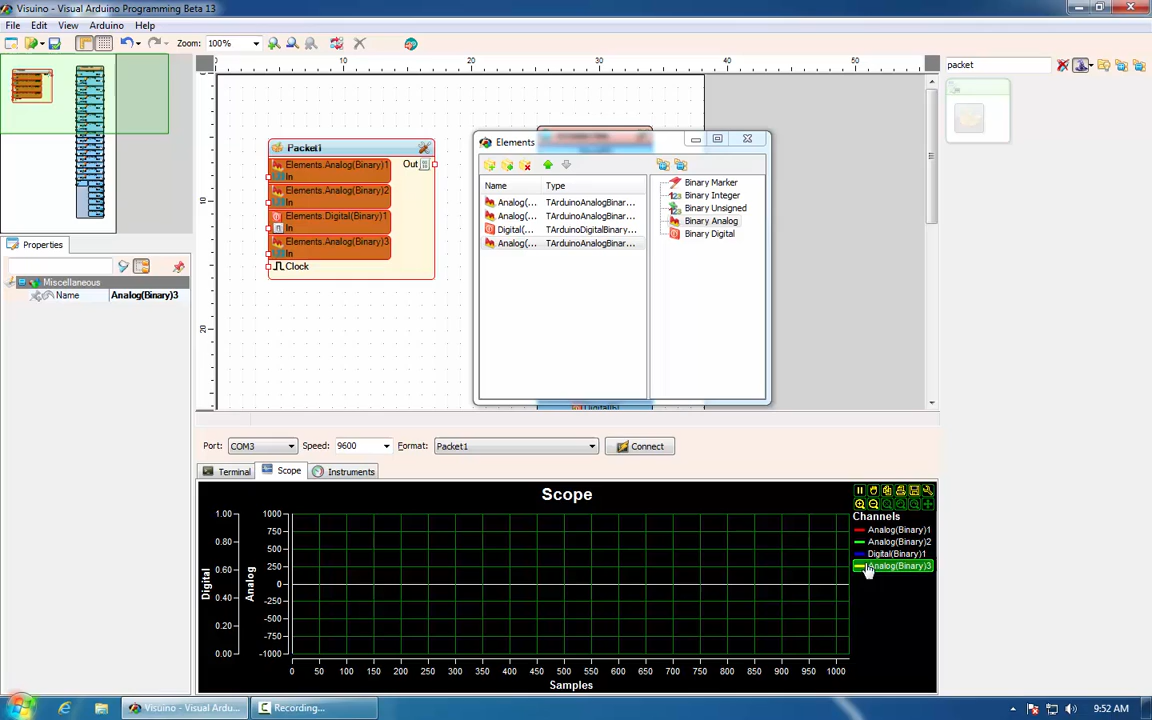 Visuino - Visual Arduino Programming Beta 13
File Edit View Arduino Help
Zoom: 100%
packet
10 20 30 40 50
10
20
Packet1
Elements.Analog(Binary)1
In
Out
Elements.Analog(Binary)2
In
Elements.Digital(Binary)1
In
Elements.Analog(Binary)3
In
Clock
Elements
Name Type
Analog(... TArduinoAnalogBinar...
Analog(... TArduinoAnalogBinar...
Digital(... TArduinoDigitalBinary...
Analog(... TArduinoAnalogBinar...
Binary Marker
Binary Integer
Binary Unsigned
Binary Analog
Binary Digital
Properties
Miscellaneous
Name Analog(Binary)3
Port: COM3 Speed: 9600 Format: Packet1 Connect
Terminal Scope Instruments
Scope
Channels
Analog(Binary)1
Analog(Binary)2
Digital(Binary)1
Analog(Binary)3
Digital
1.00
0.80
0.60
0.40
0.20
0.00
Analog
1000
750
500
250
0
-250
-500
-750
-1000
0 50 100 150 200 250 300 350 400 450 500 550 600 650 700 750 800 850 900 950 1000
Samples
Visuino - Visual Ardu...
Recording...
9:52 AM